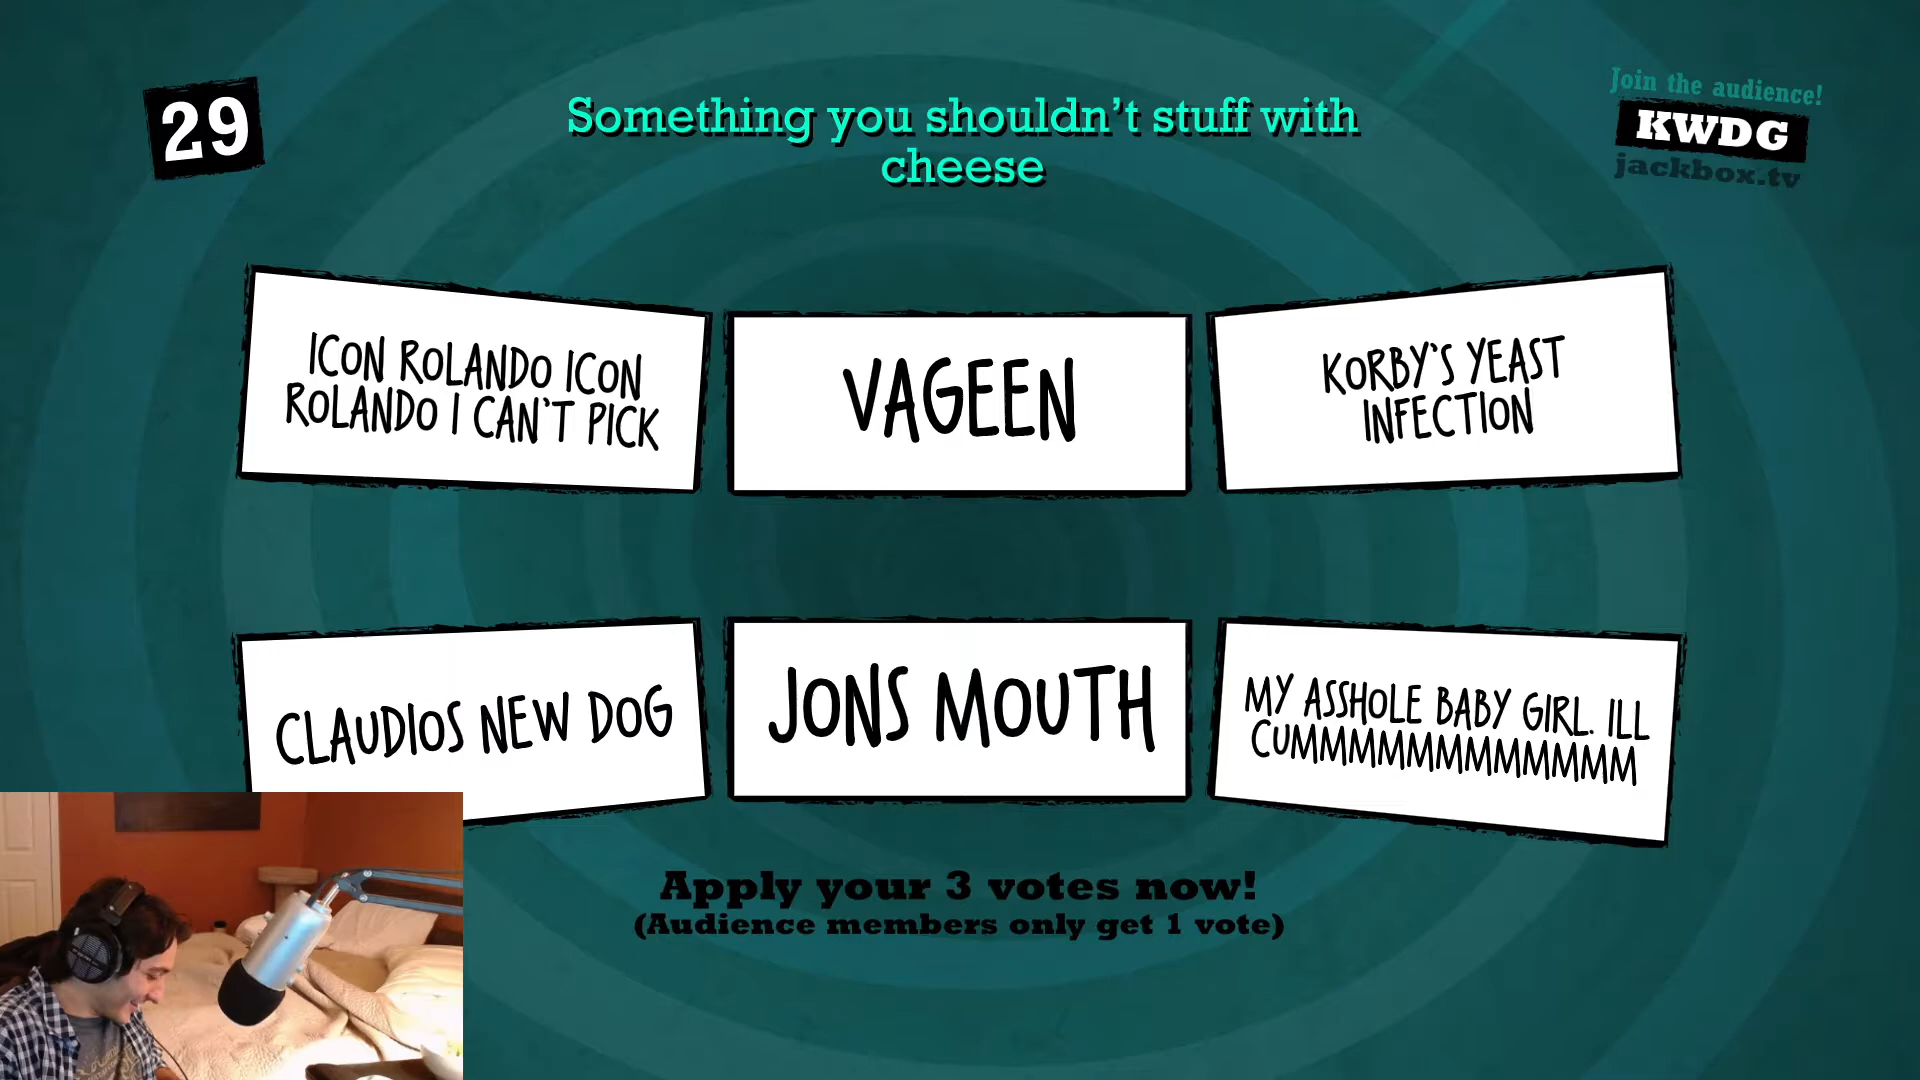 29
Something you shouldn't stuff with
cheese
Join the audience!
KWDG
jackbox.tv
ICON ROLANDO ICON
ROLANDO I CAN'T PICK
VAGEEN
KORBY'S YEAST
INFECTION
CLAUDIOS NEW DOG
JONS MOUTH
MY ASSHOLE BABY GIRL. ILL
CUMMMMMMMMMMMM
Apply your 3 votes now!
(Audience members only get 1 vote)